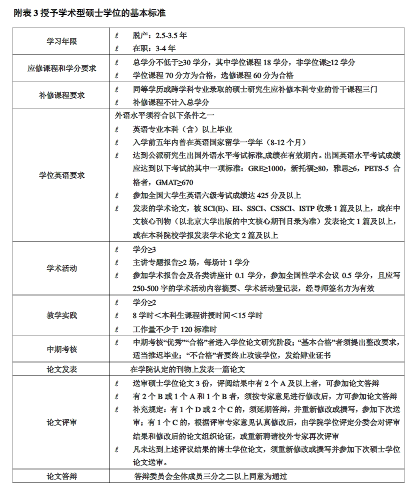 附表 3 授予学术型硕士学位的基本标准
学习年限
ℓ 脱产：2.5-3.5年
ℓ 在职：3-4年
应修课程和学分要求
ℓ 总学分不低于≥30学分，其中学位课程 18学分，非学位课≥12学分
ℓ 学位课程 70分为合格，选修课程 60分为合格
补修课程要求
ℓ 同等学历或跨学科专业录取的硕士研究生应补修本科专业的骨干课程三门
ℓ 补修课程不计入总学分
学位英语要求
外语水平须符合以下条件之一
ℓ 英语专业本科（含）以上毕业
ℓ 入学前五年内曾在英语国家留学一学年（8-12个月）
ℓ 达到公派研究生出国外语水平考试标准,成绩在有效期内。出国英语水平考试成绩
应达到以下考试的其中一项标准：GRE≥1000，新托福≥80，雅思≥6，PETS-5 合
格者，GMAT≥670
ℓ 参加全国大学生英语六级考试成绩达 425分及以上
ℓ 发表的学术论文，被 SCI(E)、EI、SSCI、CSSCI、ISTP 收录 1篇及以上，或在中
文核心刊物（以北京大学出版的中文核心期刊目录为准）发表论文 1篇及以上，
或在本科院校学报发表学术论文 2篇及以上
学术活动
ℓ 学分≥3
ℓ 主讲专题报告≥2场，每场计 1学分
ℓ 参加学术报告会及各类讲座计 0.1学分，参加全国性学术会议 0.5学分，且应写
250-500字的学术活动内容摘要、学术活动登记表，经导师签名方为有效
教学实践
ℓ 学分≥2
ℓ 8学时＜本科生课程讲授时间＜15学时
ℓ 工作量不少于 120标准时
中期考核
ℓ 中期考核“优秀”“合格”者进入学位论文研究阶段；“基本合格”者须提出整改要求，
适当推迟毕业；“不合格”者要终止攻读学位，发给肄业证书
论文发表
在学院认定的刊物上发表一篇论文
论文评审
ℓ 送审硕士学位论文 3份，评阅结果中有 2个 A及以上者，可参加论文答辩
ℓ 有 2个 B或 1个 A和 1个 B者，须按专家意见进行修改后，方可参加论文答辩
ℓ 补充规定：有 1个 D或 2个 C的，须延期答辩，并重新修改或撰写，参加下次送
审；有 1个 C的，根据评审专家意见认真修改后，由学院学位评定分委会对评审
结果和修改后的论文组织论证，或重新聘请校外专家再次评审
ℓ 凡未达到上述评议结果的博士学位论文，须重新修改或撰写并参加下次硕士学位
论文送审。
论文答辩
答辩委员会全体成员三分之二以上同意为通过